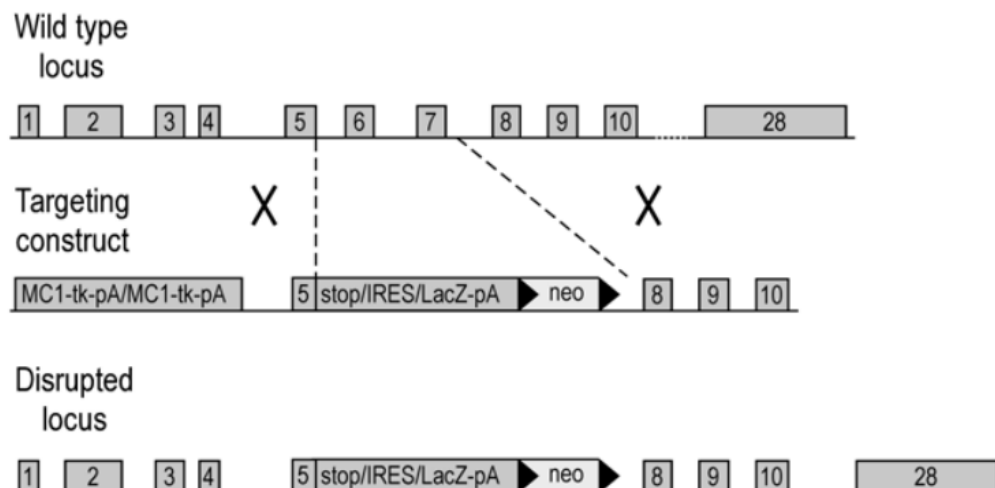 Wild type
locus
1 2 3 4 5 6 7 8 9 10 28
Targeting
construct
MC1-tk-pA/MC1-tk-pA 5 stop/IRES/LacZ-pA neo 8 9 10
Disrupted
locus
1 2 3 4 5 stop/IRES/LacZ-pA neo 8 9 10 28